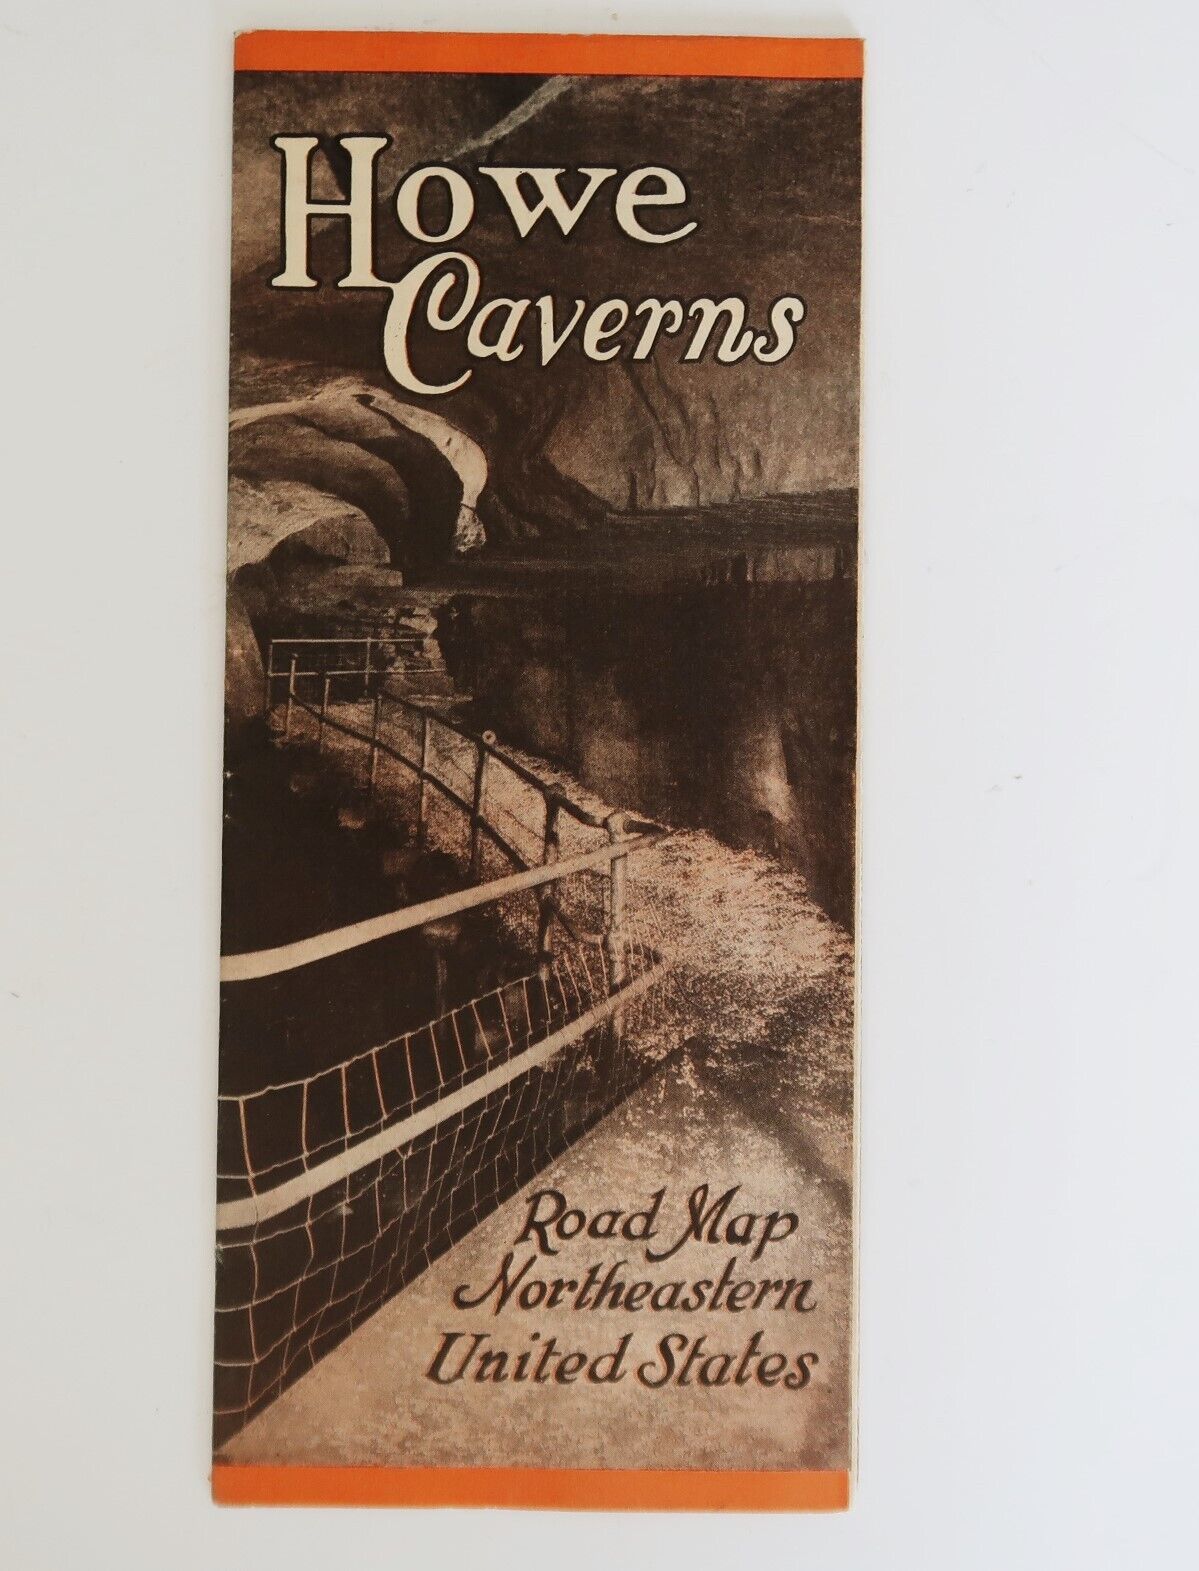 Howe
Caverns
Road Map
Northeastern
United States